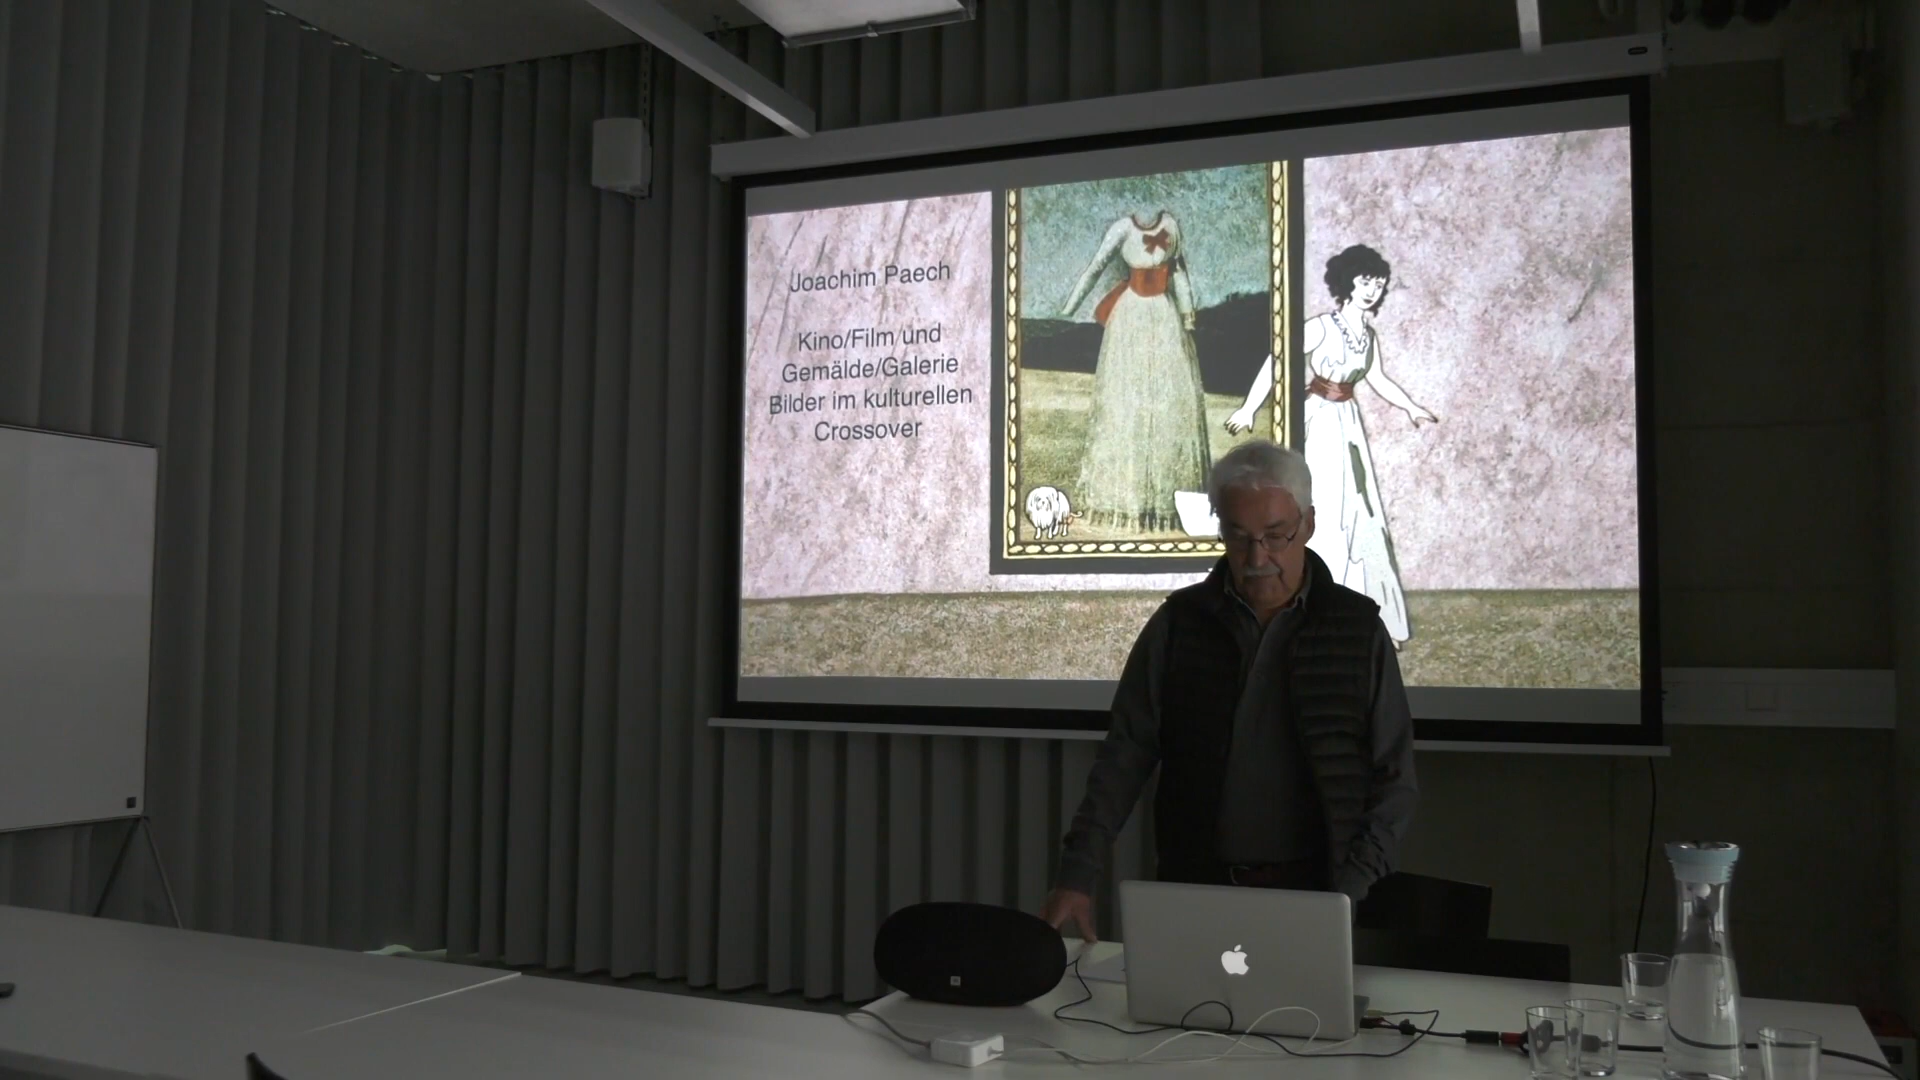 Joachim Paech
Kino/Film und
Gemälde/Galerie
Bilder im kulturellen
Crossover